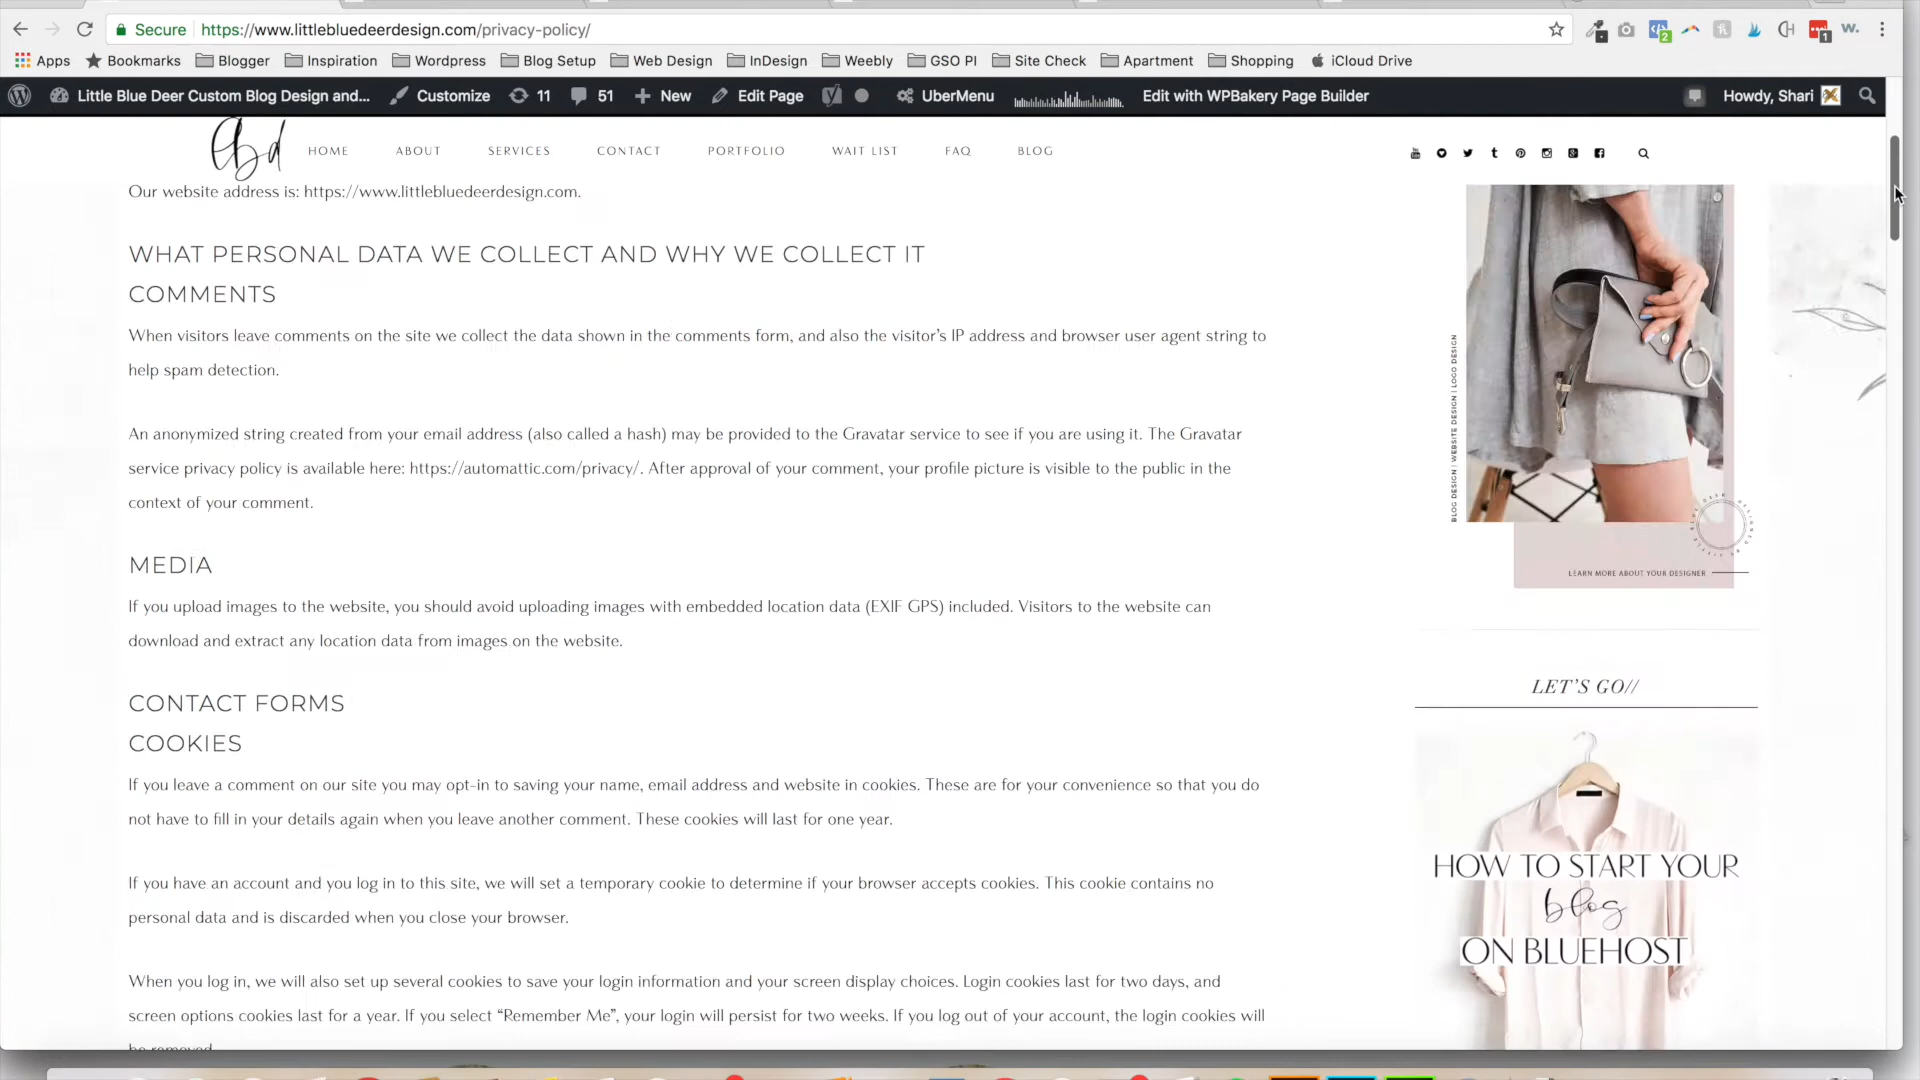 Secure https://www.littlebluedeerdesign.com/privacy-policy/
2
1
W.
Apps Bookmarks Blogger Inspiration Wordpress Blog Setup Web Design InDesign Weebly GSO PI Site Check Apartment Shopping iCloud Drive
Little Blue Deer Custom Blog Design and... Customize 11 51 New Edit Page UberMenu Edit with WPBakery Page Builder Howdy, Shari
lbd HOME ABOUT SERVICES CONTACT PORTFOLIO WAIT LIST FAQ BLOG
Our website address is: https://www.littlebluedeerdesign.com.
WHAT PERSONAL DATA WE COLLECT AND WHY WE COLLECT IT
COMMENTS
When visitors leave comments on the site we collect the data shown in the comments form, and also the visitor's IP address and browser user agent string to
help spam detection.
An anonymized string created from your email address (also called a hash) may be provided to the Gravatar service to see if you are using it. The Gravatar
service privacy policy is available here: https://automattic.com/privacy/. After approval of your comment, your profile picture is visible to the public in the
context of your comment.
MEDIA
If you upload images to the website, you should avoid uploading images with embedded location data (EXIF GPS) included. Visitors to the website can
download and extract any location data from images on the website.
CONTACT FORMS
COOKIES
If you leave a comment on our site you may opt-in to saving your name, email address and website in cookies. These are for your convenience so that you do
not have to fill in your details again when you leave another comment. These cookies will last for one year.
If you have an account and you log in to this site, we will set a temporary cookie to determine if your browser accepts cookies. This cookie contains no
personal data and is discarded when you close your browser.
When you log in, we will also set up several cookies to save your login information and your screen display choices. Login cookies last for two days, and
screen options cookies last for a year. If you select “Remember Me”, your login will persist for two weeks. If you log out of your account, the login cookies will
be removed.
BLOG DESIGN | WEBSITE DESIGN | LOGO DESIGN
LEARN MORE ABOUT YOUR DESIGNER
LET'S GO//
HOW TO START YOUR
blog
ON BLUEHOST